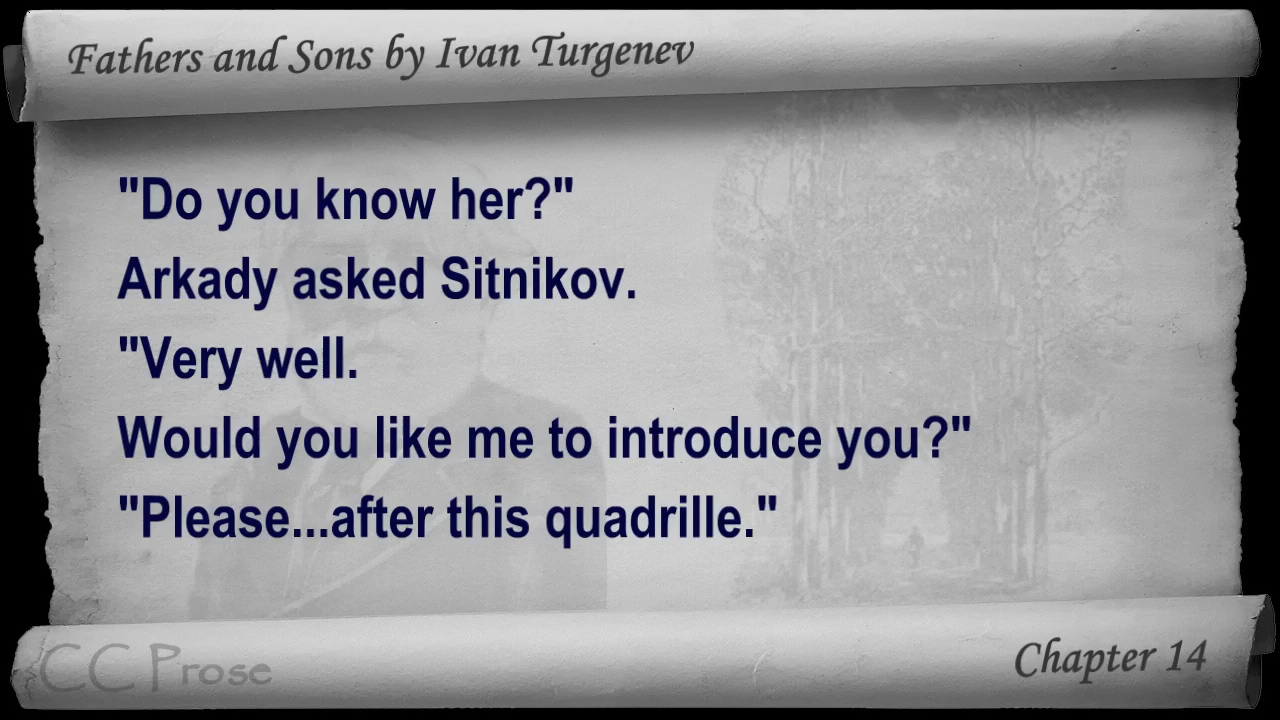 Fathers and Sons by Ivan Turgenev
"Do you know her?"
Arkady asked Sitnikov.
"Very well.
Would you like me to introduce you?"
"Please...after this quadrille."
CC Prose
Chapter 14